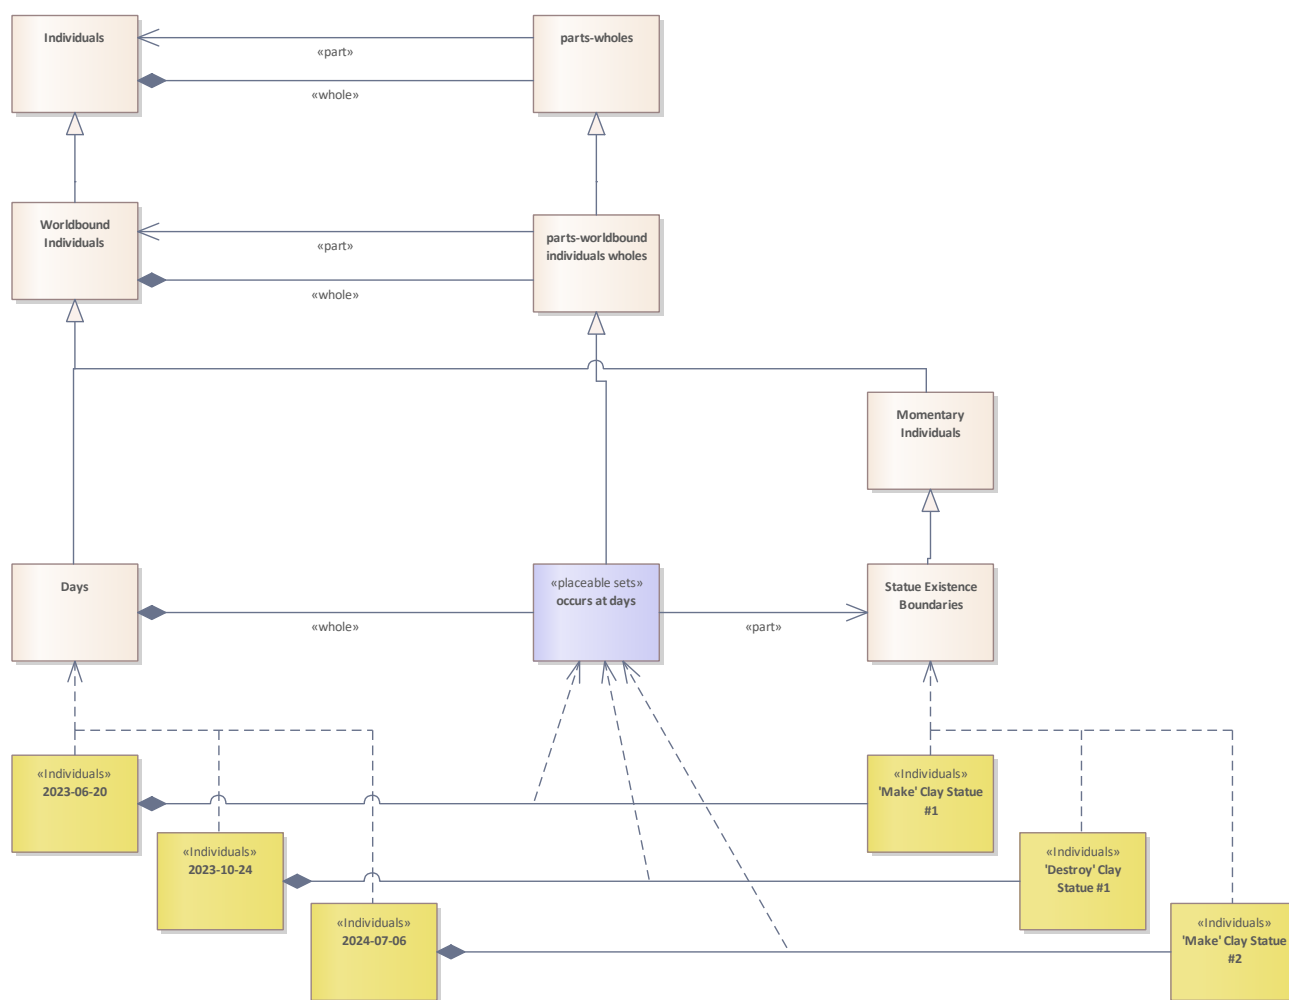 Individuals
parts-wholes
«part»
«whole»
Worldbound
Individuals
parts-worldbound
individuals wholes
«part»
«whole»
Momentary
Individuals
Days
«placeable sets»
occurs at days
Statue Existence
Boundaries
«whole»
«part»
«Individuals»
2023-06-20
«Individuals»
'Make' Clay Statue
#1
«Individuals»
2023-10-24
«Individuals»
'Destroy' Clay
Statue #1
«Individuals»
2024-07-06
«Individuals»
'Make' Clay Statue
#2